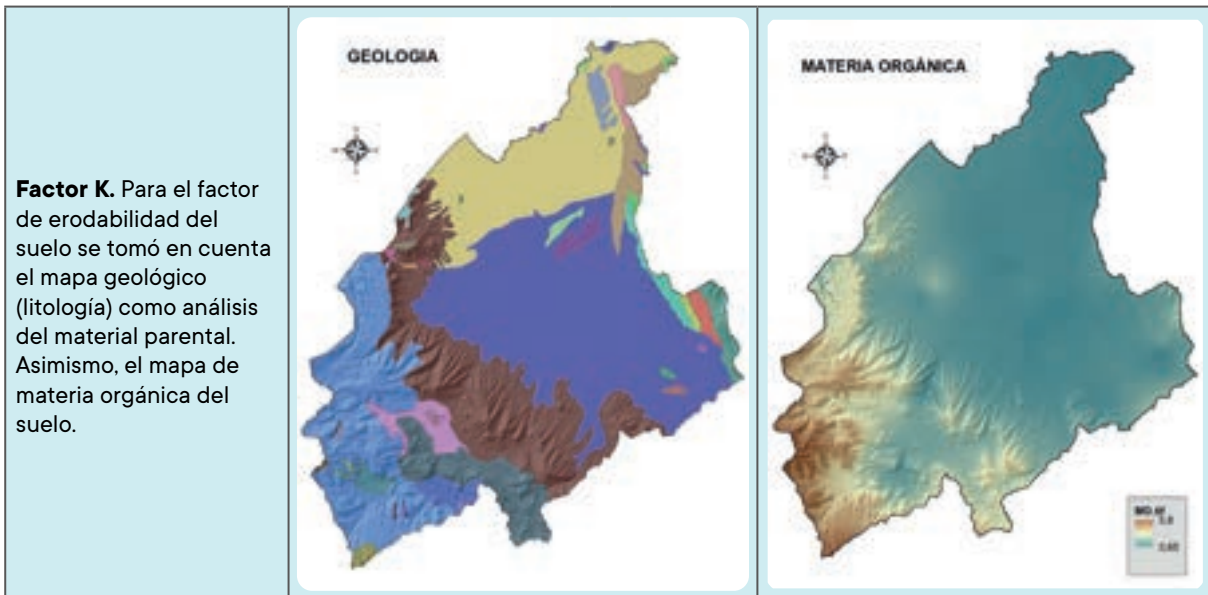 Factor K. Para el factor
de erodabilidad del
suelo se tomó en cuenta
el mapa geológico
(litología) como análisis
del material parental.
Asimismo, el mapa de
materia orgánica del
suelo.
GEOLOGIA
MATERIA ORGÁNICA